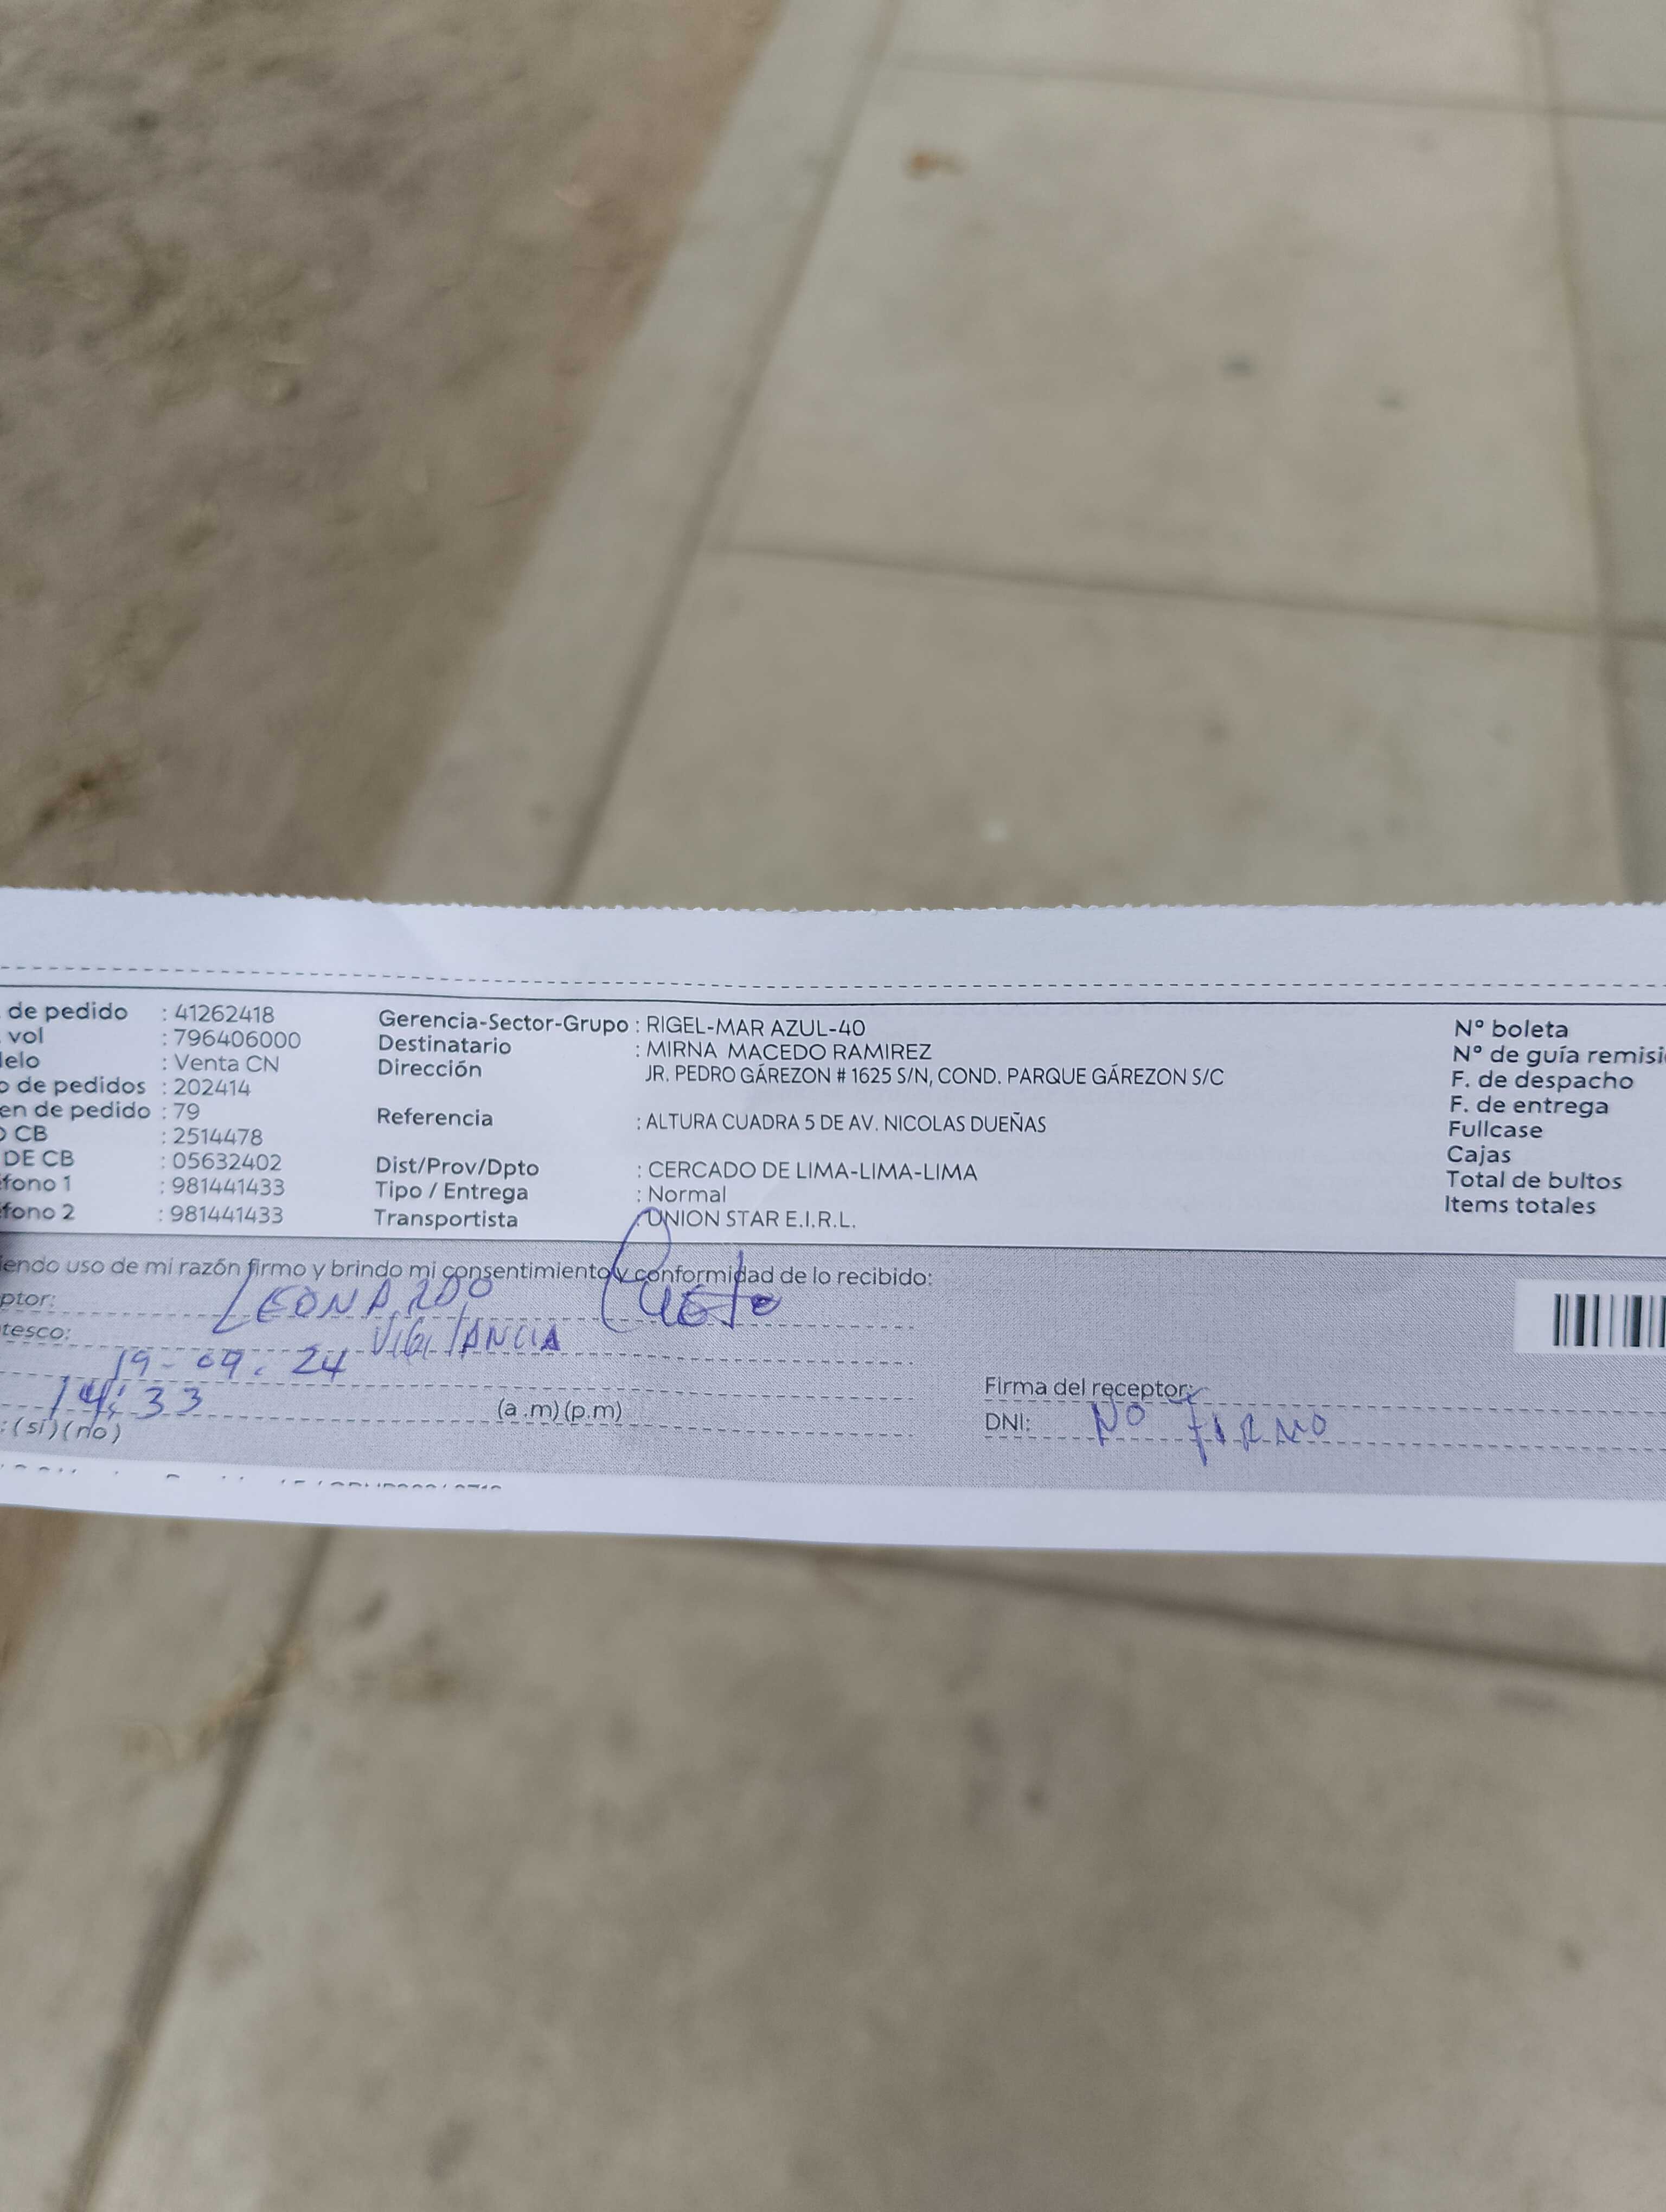 de pedido : 41262418
vol : 796406000
elo : Venta CN
o de pedidos : 202414
en de pedido : 79
O CB : 2514478
DE CB : 05632402
fono 1 : 981441433
fono 2 : 981441433
Gerencia-Sector-Grupo : RIGEL-MAR AZUL-40
Destinatario : MIRNA MACEDO RAMIREZ
Dirección JR. PEDRO GÁREZON # 1625 S/N, COND. PARQUE GÁREZON S/C
Referencia : ALTURA CUADRA 5 DE AV. NICOLAS DUEÑAS
Dist/Prov/Dpto : CERCADO DE LIMA-LIMA-LIMA
Tipo / Entrega : Normal
Transportista : UNION STAR E.I.R.L.
Nº boleta
Nº de guía remisi
F. de despacho
F. de entrega
Fullcase
Cajas
Total de bultos
Items totales
iendo uso de mi razón firmo y brindo mi consentimiento y conformidad de lo recibido:
ptor: LEONARDO
tesco: VIGILANCIA
19-09.24
14:33 (a.m)(p.m)
: (si) (no)
Firma del receptor:
DNI: NO FIRMO